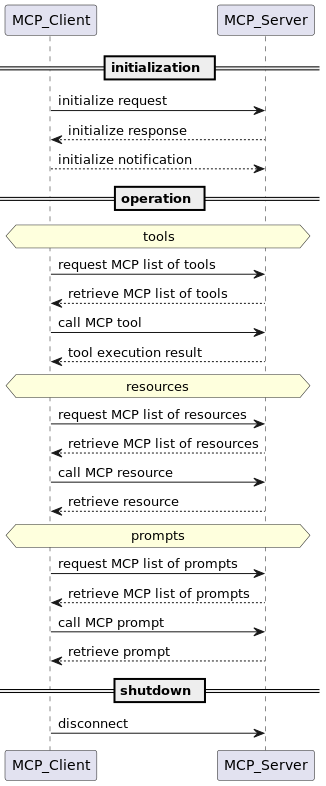 MCP_Client MCP_Server
initialization
initialize request
initialize response
initialize notification
operation
tools
request MCP list of tools
retrieve MCP list of tools
call MCP tool
tool execution result
resources
request MCP list of resources
retrieve MCP list of resources
call MCP resource
retrieve resource
prompts
request MCP list of prompts
retrieve MCP list of prompts
call MCP prompt
retrieve prompt
shutdown
disconnect
MCP_Client MCP_Server